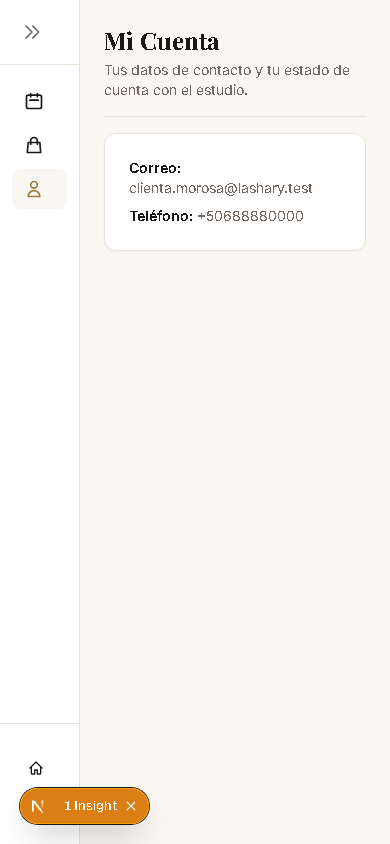 Mi Cuenta
Tus datos de contacto y tu estado de
cuenta con el estudio.
Correo:
clienta.morosa@lashary.test
Teléfono: +50688880000
N 1 Insight